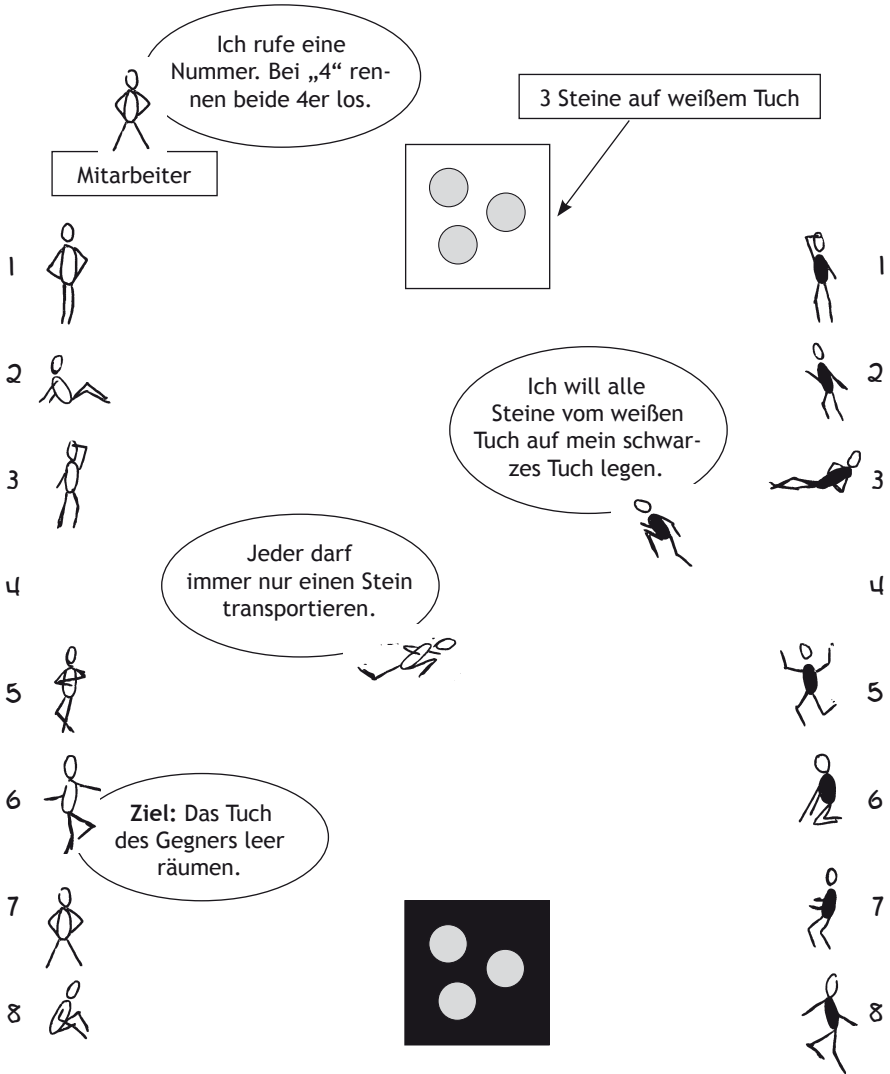 Ich rufe eine
Nummer. Bei „4“ ren-
nen beide 4er los.
3 Steine auf weißem Tuch
Mitarbeiter
1
1
2
2
Ich will alle
Steine vom weißen
Tuch auf mein schwar-
zes Tuch legen.
3
3
Jeder darf
immer nur einen Stein
transportieren.
4
4
5
5
6
6
Ziel: Das Tuch
des Gegners leer
räumen.
7
7
8
8